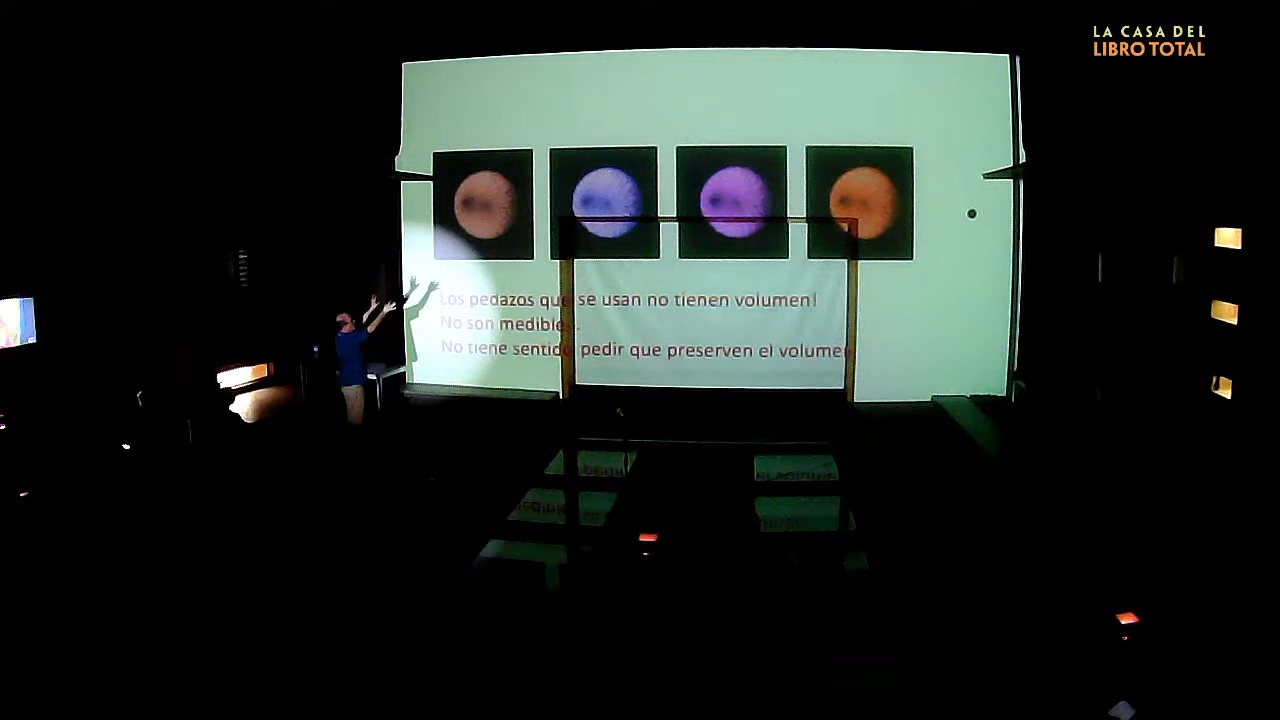 LA CASA DEL
LIBRO TOTAL
Los pedazos que se usan no tienen volumen!
No son medible
No tiene sentido pedir que preserven el volumen